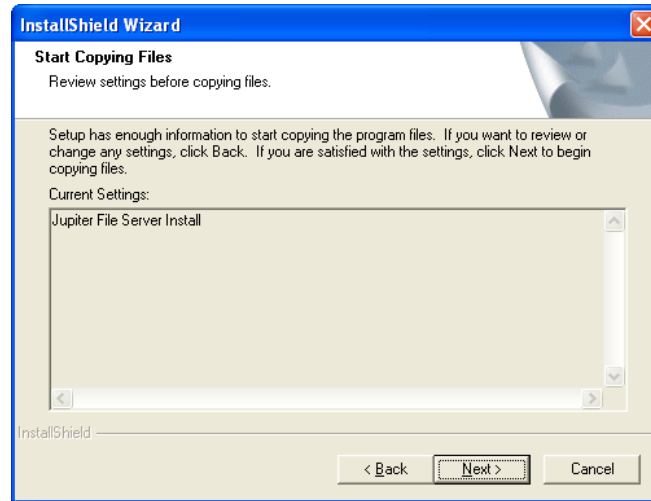 InstallShield Wizard
Start Copying Files
Review settings before copying files.
Setup has enough information to start copying the program files. If you want to review or
change any settings, click Back. If you are satisfied with the settings, click Next to begin
copying files.
Current Settings:
Jupiter File Server Install
InstallShield
< Back
Next >
Cancel